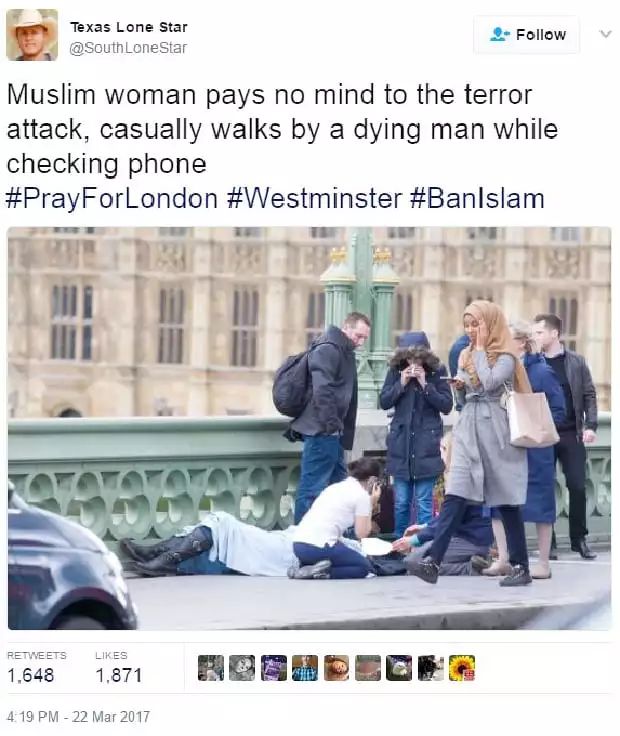 Texas Lone Star
@SouthLoneStar
Follow
Muslim woman pays no mind to the terror
attack, casually walks by a dying man while
checking phone
#PrayForLondon #Westminster #BanIslam
RETWEETS
LIKES
1,648
1,871
4:19 PM - 22 Mar 2017